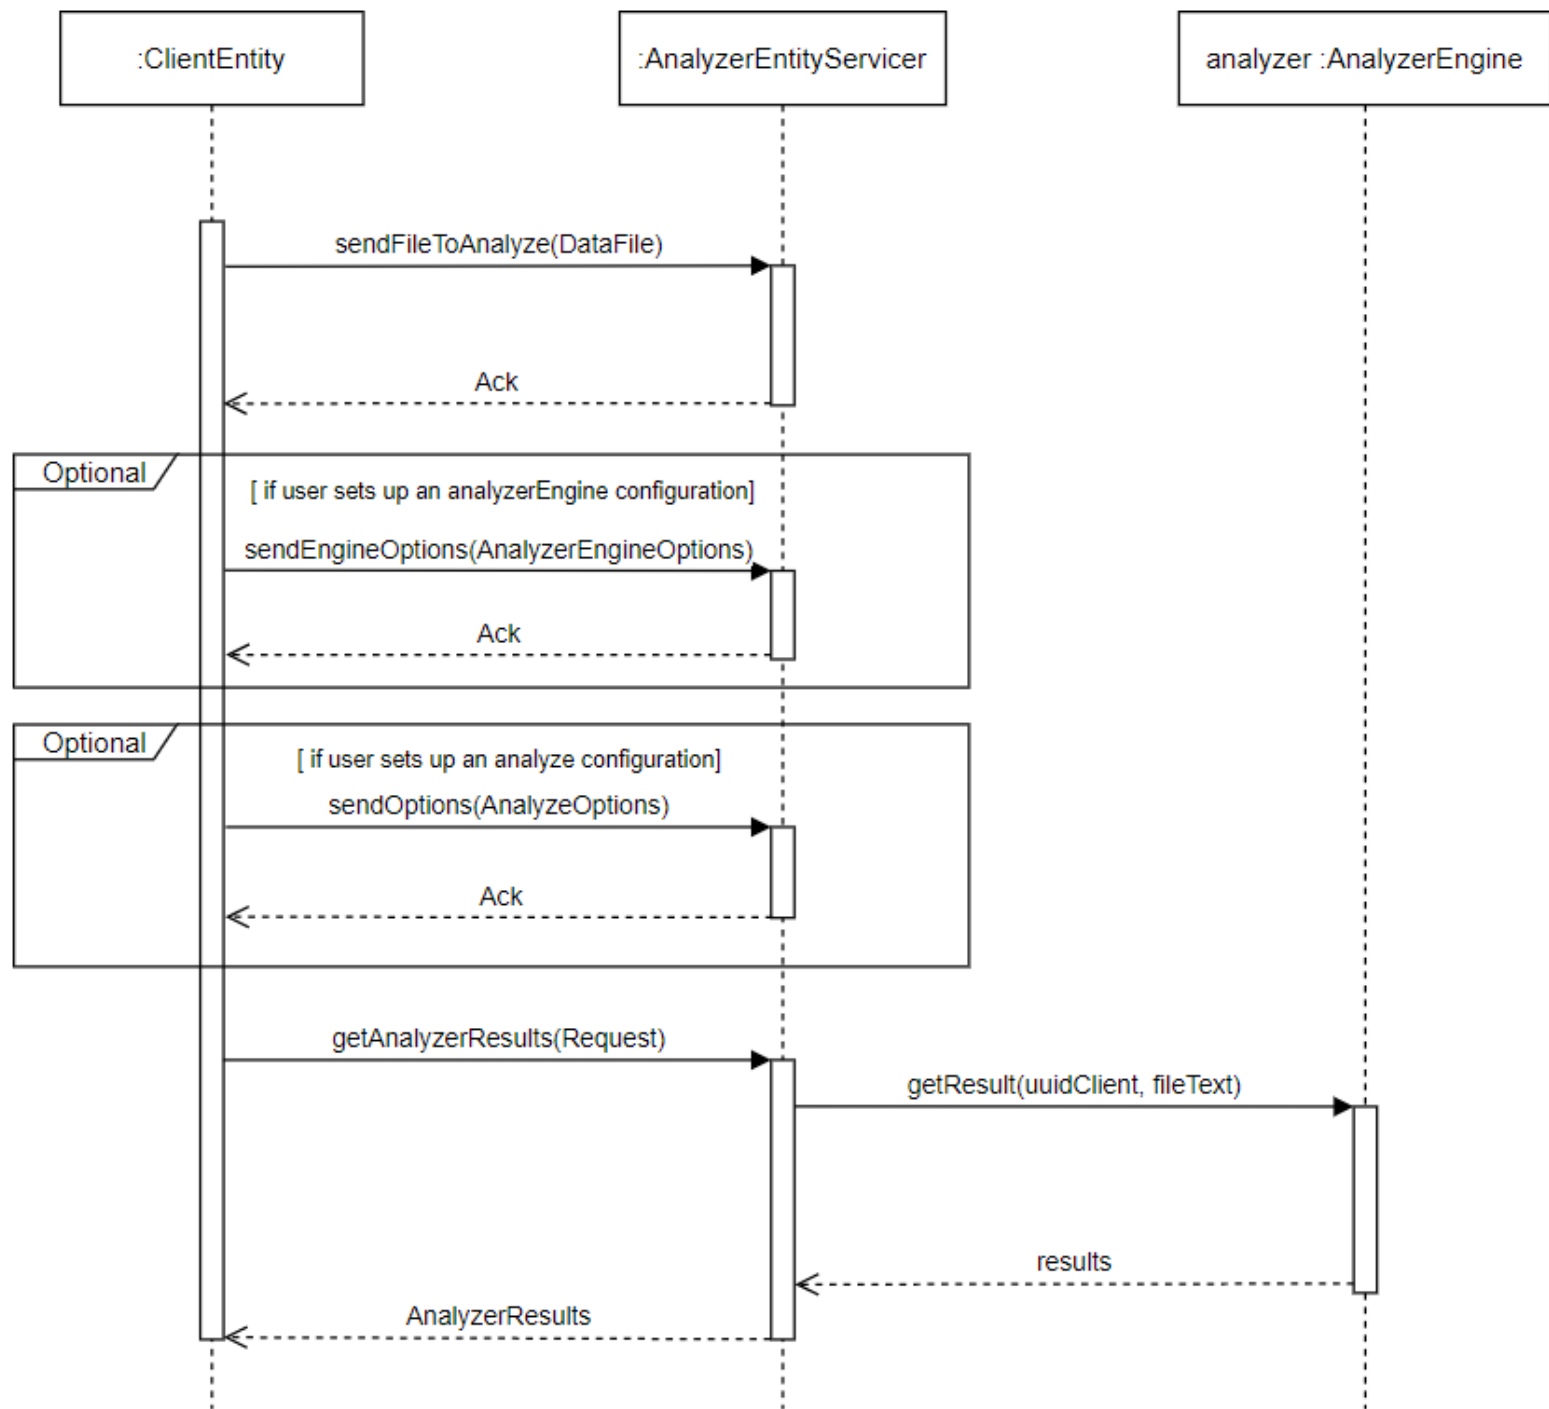 :ClientEntity
:AnalyzerEntityServicer
analyzer :AnalyzerEngine
sendFileToAnalyze(DataFile)
Ack
Optional
[ if user sets up an analyzerEngine configuration]
sendEngineOptions(AnalyzerEngineOptions)
Ack
Optional
[ if user sets up an analyze configuration]
sendOptions(AnalyzeOptions)
Ack
getAnalyzerResults(Request)
getResult(uuidClient, fileText)
results
AnalyzerResults